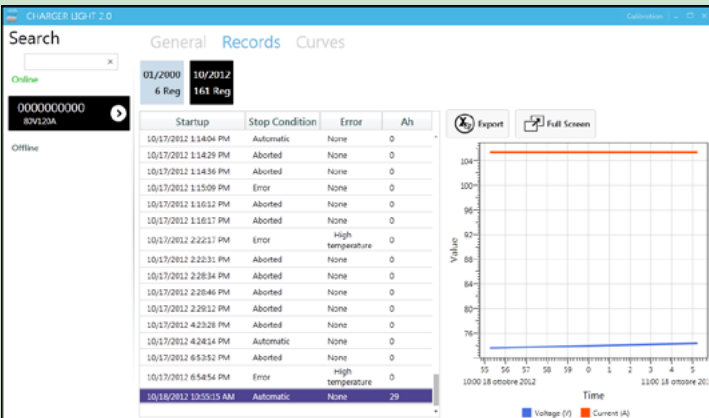 CHARGER LIGHT 2.0
Calibration
Search
General Records Curves
Online
0000000000
80V120A
Offline
01/2000
6 Reg
10/2012
161 Reg
Startup Stop Condition Error Ah
10/17/2012 1:14:04 PM Automatic None 0
10/17/2012 1:14:29 PM Aborted None 0
10/17/2012 1:14:36 PM Aborted None 0
10/17/2012 1:15:09 PM Error None 0
10/17/2012 1:16:12 PM Aborted None 0
10/17/2012 1:16:17 PM Aborted None 0
10/17/2012 2:22:17 PM Error High temperature 0
10/17/2012 2:22:31 PM Aborted None 0
10/17/2012 2:28:34 PM Aborted None 0
10/17/2012 2:28:46 PM Aborted None 0
10/17/2012 2:29:12 PM Aborted None 0
10/17/2012 4:23:28 PM Aborted None 0
10/17/2012 4:24:14 PM Automatic None 0
10/17/2012 6:53:52 PM Aborted None 0
10/17/2012 6:54:54 PM Error High temperature 0
10/18/2012 10:55:15 AM Automatic None 29
Export
Full Screen
104
100
96
92
88
84
80
76
Value
55 56 57 58 59 0 1 2 3 4 5
10:00 18 ottobre 2012 11:00 18 ottobre 20
Time
Voltage (V) Current (A)